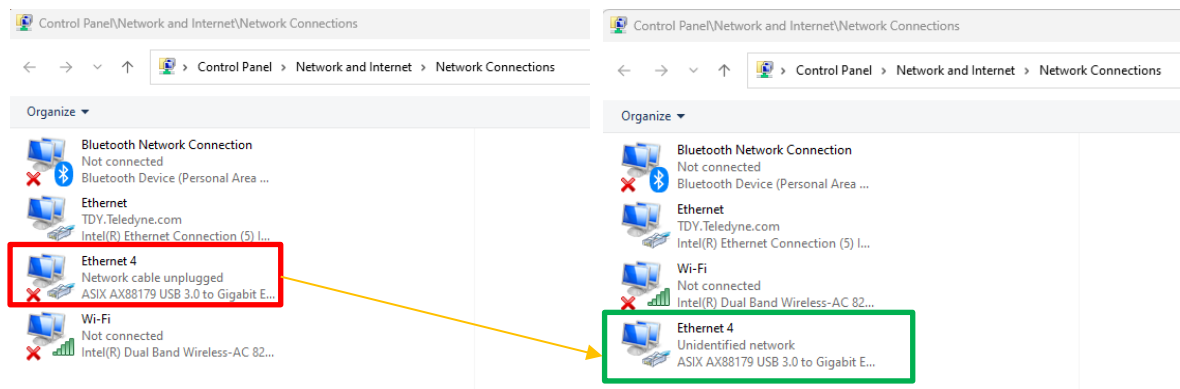 Control Panel\Network and Internet\Network Connections
Control Panel > Network and Internet > Network Connections
Organize
Bluetooth Network Connection
Not connected
Bluetooth Device (Personal Area ...
Ethernet
TDY.Teledyne.com
Intel(R) Ethernet Connection (5) I...
Ethernet 4
Network cable unplugged
ASIX AX88179 USB 3.0 to Gigabit E...
Wi-Fi
Not connected
Intel(R) Dual Band Wireless-AC 82...
Control Panel\Network and Internet\Network Connections
Control Panel > Network and Internet > Network Connections
Organize
Bluetooth Network Connection
Not connected
Bluetooth Device (Personal Area ...
Ethernet
TDY.Teledyne.com
Intel(R) Ethernet Connection (5) I...
Wi-Fi
Not connected
Intel(R) Dual Band Wireless-AC 82...
Ethernet 4
Unidentified network
ASIX AX88179 USB 3.0 to Gigabit E...